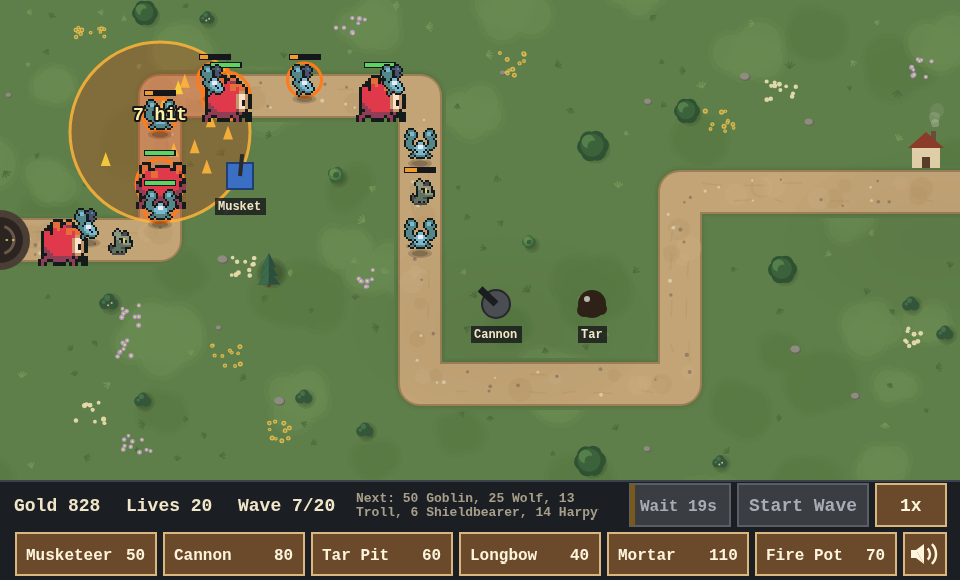 7 hit
Musket
Cannon
Tar
Gold 828
Lives 20
Wave 7/20
Next: 50 Goblin, 25 Wolf, 13
Troll, 6 Shieldbearer, 14 Harpy
Wait 19s
Start Wave
1x
Musketeer 50
Cannon 80
Tar Pit 60
Longbow 40
Mortar 110
Fire Pot 70